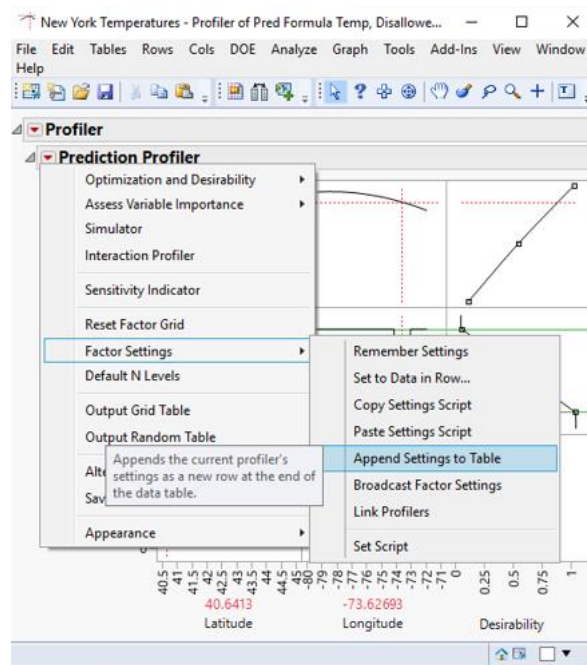 New York Temperatures - Profiler of Pred Formula Temp, Disallowe...
File Edit Tables Rows Cols DOE Analyze Graph Tools Add-Ins View Window
Help
Profiler
Prediction Profiler
Optimization and Desirability
Assess Variable Importance
Simulator
Interaction Profiler
Sensitivity Indicator
Reset Factor Grid
Factor Settings
Default N Levels
Output Grid Table
Output Random Table
Appearance
Remember Settings
Set to Data in Row...
Copy Settings Script
Paste Settings Script
Append Settings to Table
Broadcast Factor Settings
Link Profilers
Set Script
Appends the current profiler's
settings as a new row at the end of
the data table.
0
40.5 41 41.5 42 42.5 43 43.5 44 44.5 45 -80 -79 -78 -77 -76 -75 -74 -73 -72 -71 0 0.25 0.5 0.75 1
40.6413 -73.62693
Latitude Longitude Desirability